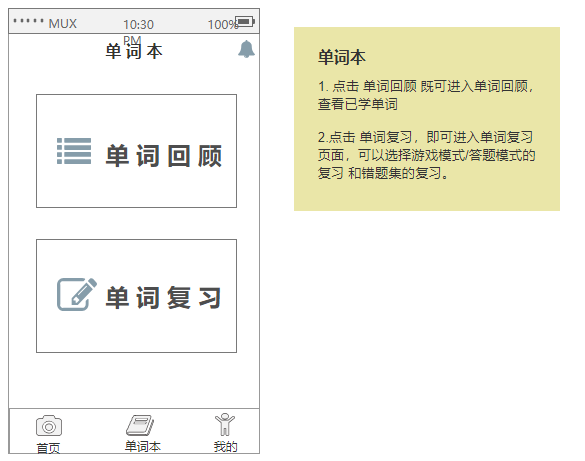 MUX 10:30 PM 100%
单词本
单词回顾
单词复习
首页 单词本 我的
单词本
1. 点击 单词回顾 既可进入单词回顾，
查看已学单词
2.点击 单词复习，即可进入单词复习
页面，可以选择游戏模式/答题模式的
复习 和错题集的复习。